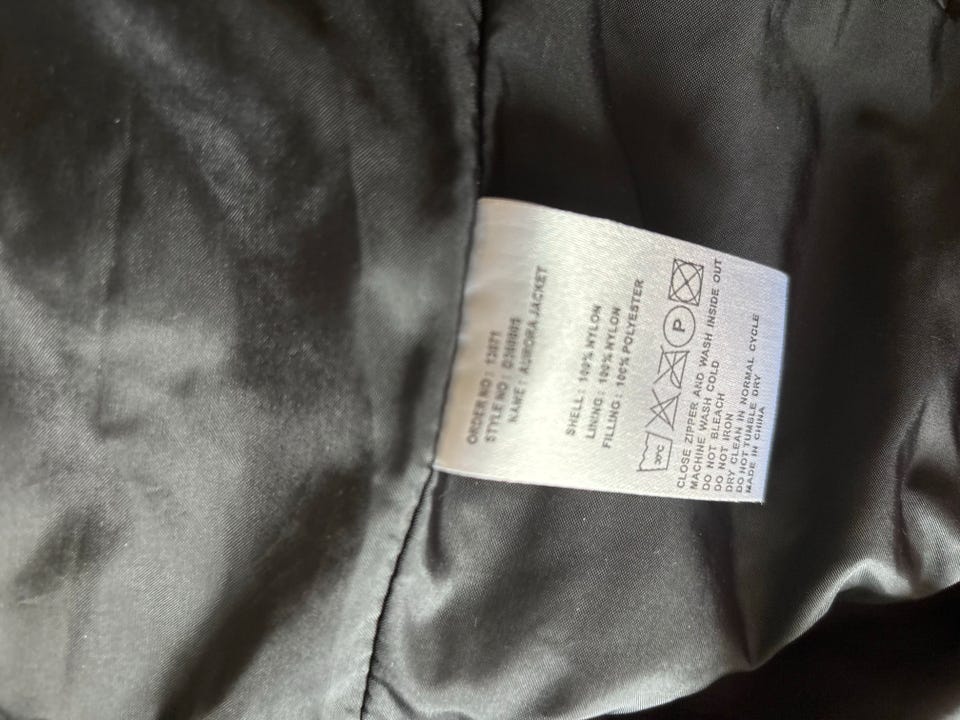 ORDER NO : 13071
STYLE NO :
NAME : AURORA JACKET
SHELL : 100% NYLON
LINING : 100% NYLON
FILLING : 100% POLYESTER
30°C P
CLOSE ZIPPER AND WASH INSIDE OUT
MACHINE WASH COLD
DO NOT BLEACH
DO NOT IRON
DRY CLEAN IN NORMAL CYCLE
DO NOT TUMBLE DRY
MADE IN CHINA